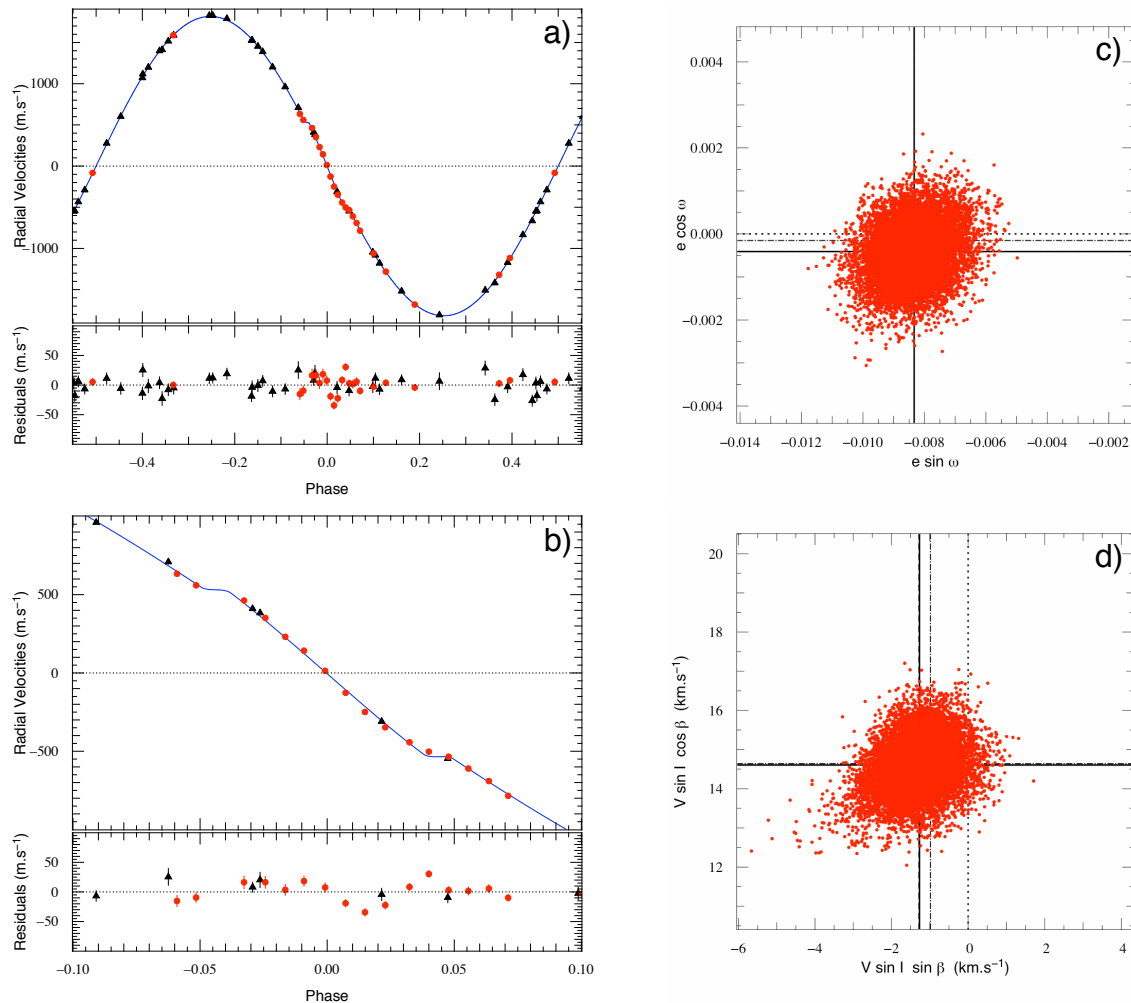 a)
1000
0
−1000
Radial Velocities (m.s⁻¹)
50
0
−50
Residuals (m.s⁻¹)
−0.4 −0.2 0.0 0.2 0.4
Phase
b)
500
0
−500
Radial Velocities (m.s⁻¹)
50
0
−50
Residuals (m.s⁻¹)
−0.10 −0.05 0.00 0.05 0.10
Phase
c)
0.004
0.002
0.000
−0.002
−0.004
e cos ω
−0.014 −0.012 −0.010 −0.008 −0.006 −0.004 −0.002
e sin ω
d)
20
18
16
14
12
V sin I cos β (km.s⁻¹)
−6 −4 −2 0 2 4
V sin I sin β (km.s⁻¹)